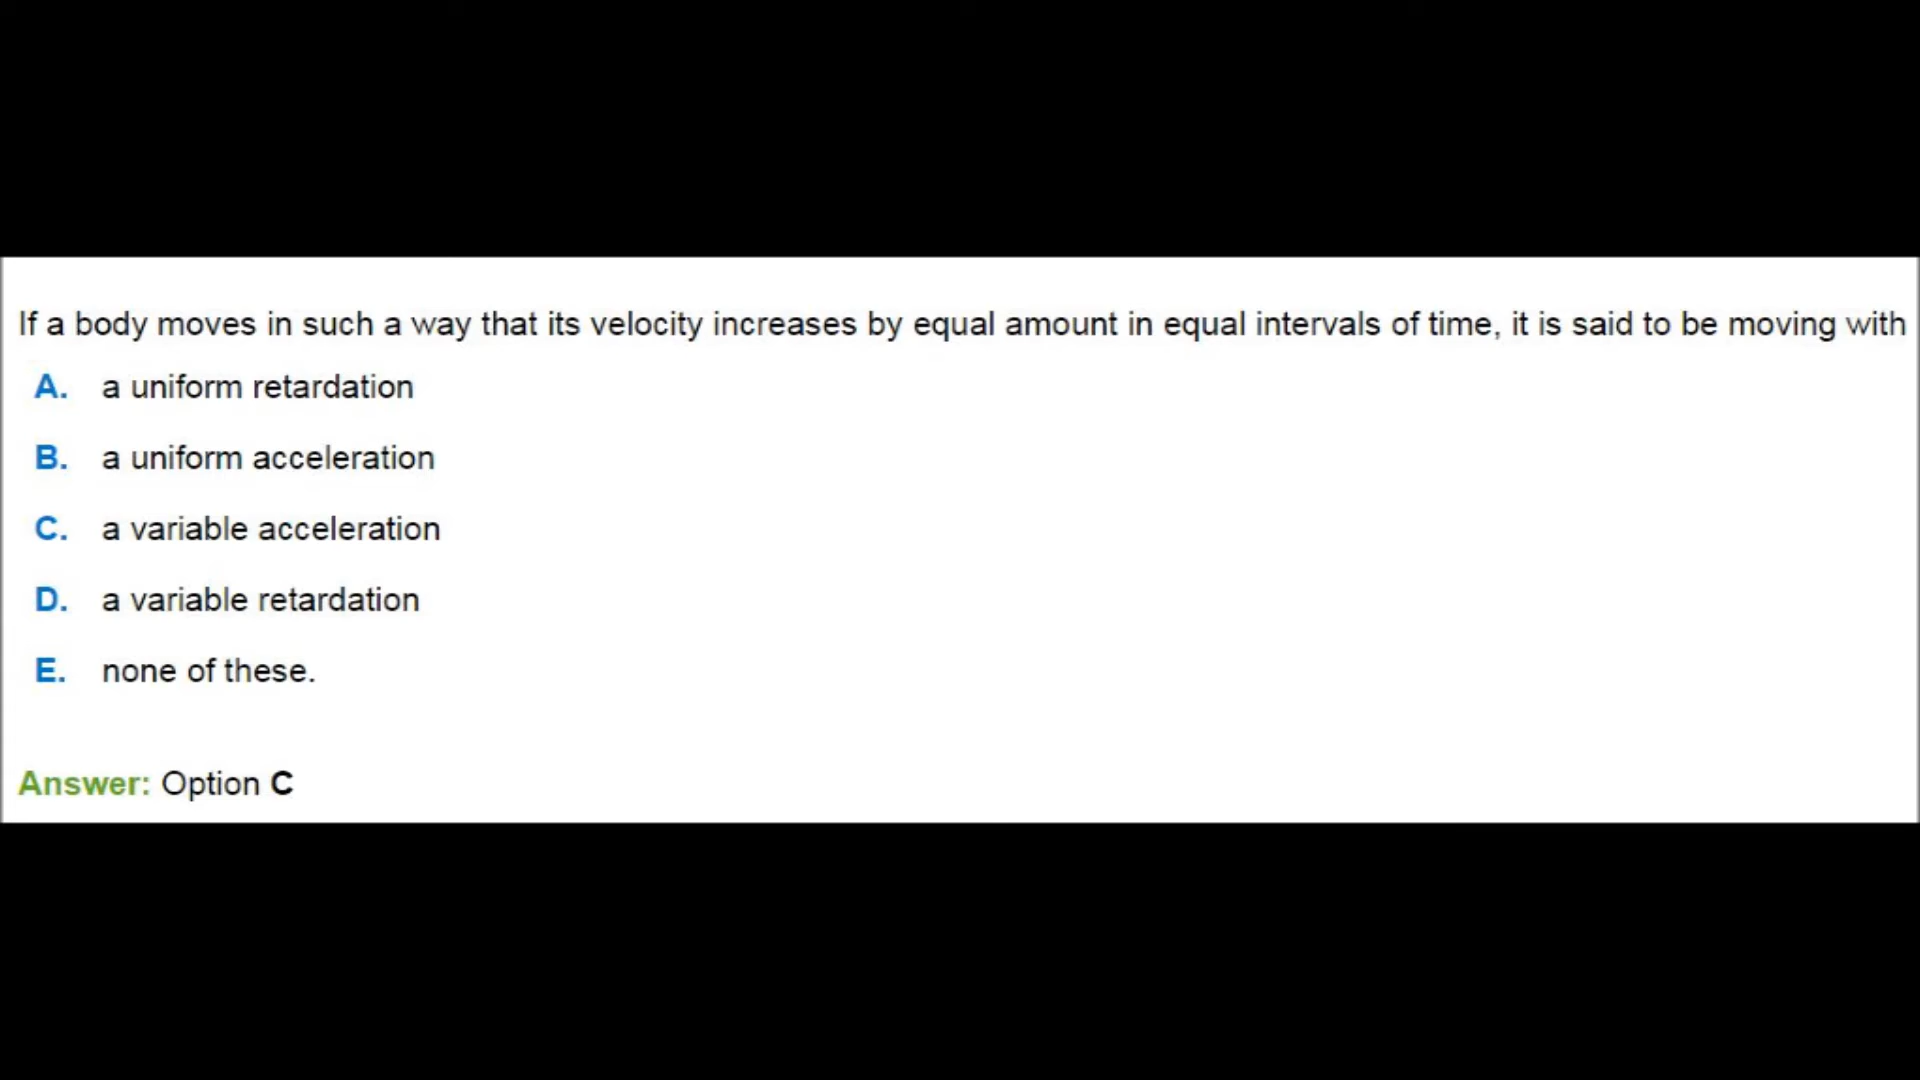 If a body moves in such a way that its velocity increases by equal amount in equal intervals of time, it is said to be moving with
A. a uniform retardation
B. a uniform acceleration
C. a variable acceleration
D. a variable retardation
E. none of these.
Answer: Option C